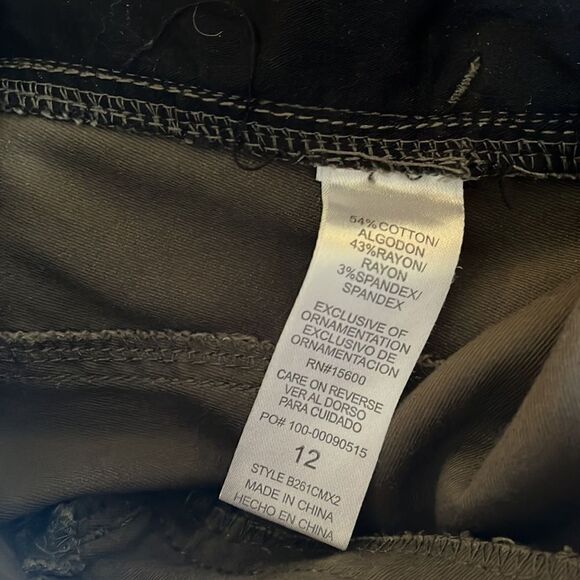 54%COTTON/
ALGODON
43%RAYON/
RAYON
3%SPANDEX/
SPANDEX
EXCLUSIVE OF
ORNAMENTATION
EXCLUSIVO DE
ORNAMENTACION
RN#15600
CARE ON REVERSE
VER AL DORSO
PARA CUIDADO
PO# 100-00090515
12
STYLE B261CMX2
MADE IN CHINA
HECHO EN CHINA